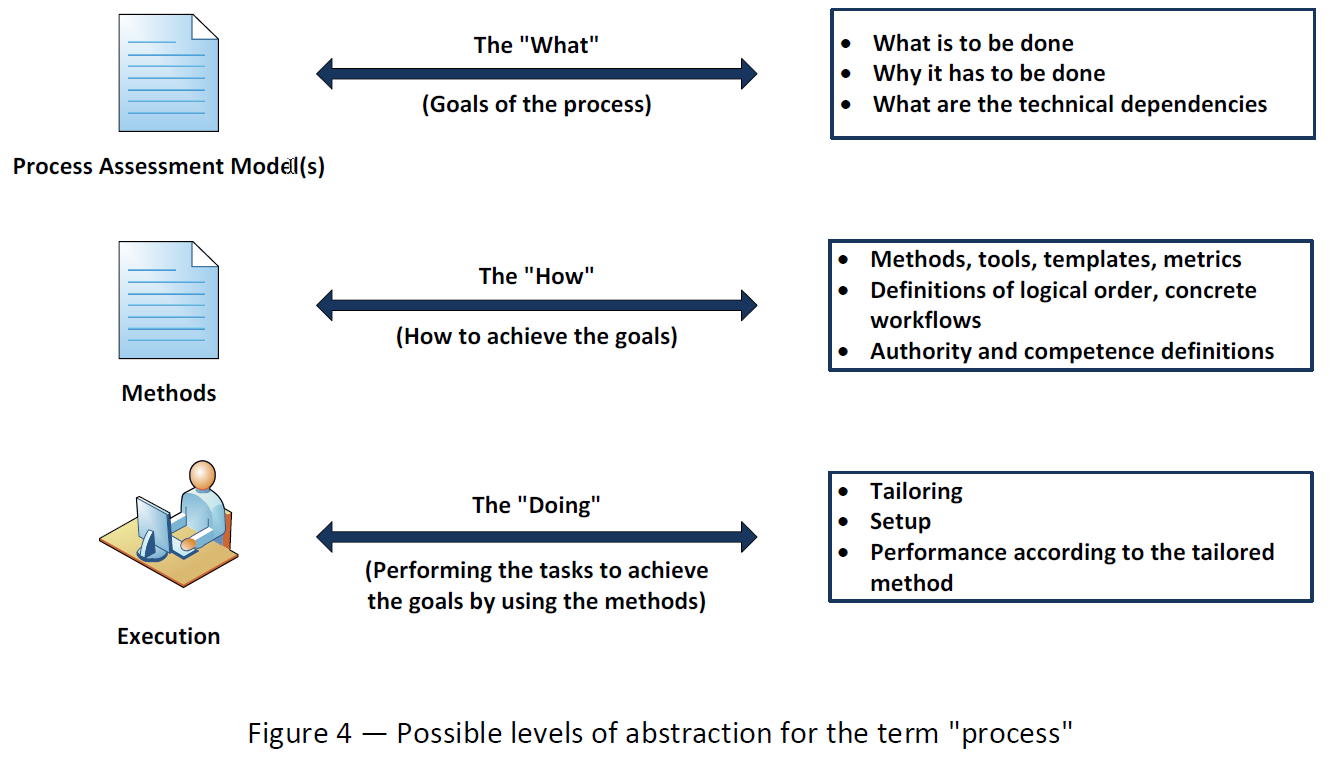 The "What"
(Goals of the process)
Process Assessment Model(s)
• What is to be done
• Why it has to be done
• What are the technical dependencies
The "How"
(How to achieve the goals)
Methods
• Methods, tools, templates, metrics
• Definitions of logical order, concrete
workflows
• Authority and competence definitions
The "Doing"
(Performing the tasks to achieve
the goals by using the methods)
Execution
• Tailoring
• Setup
• Performance according to the tailored
method
Figure 4 — Possible levels of abstraction for the term "process"